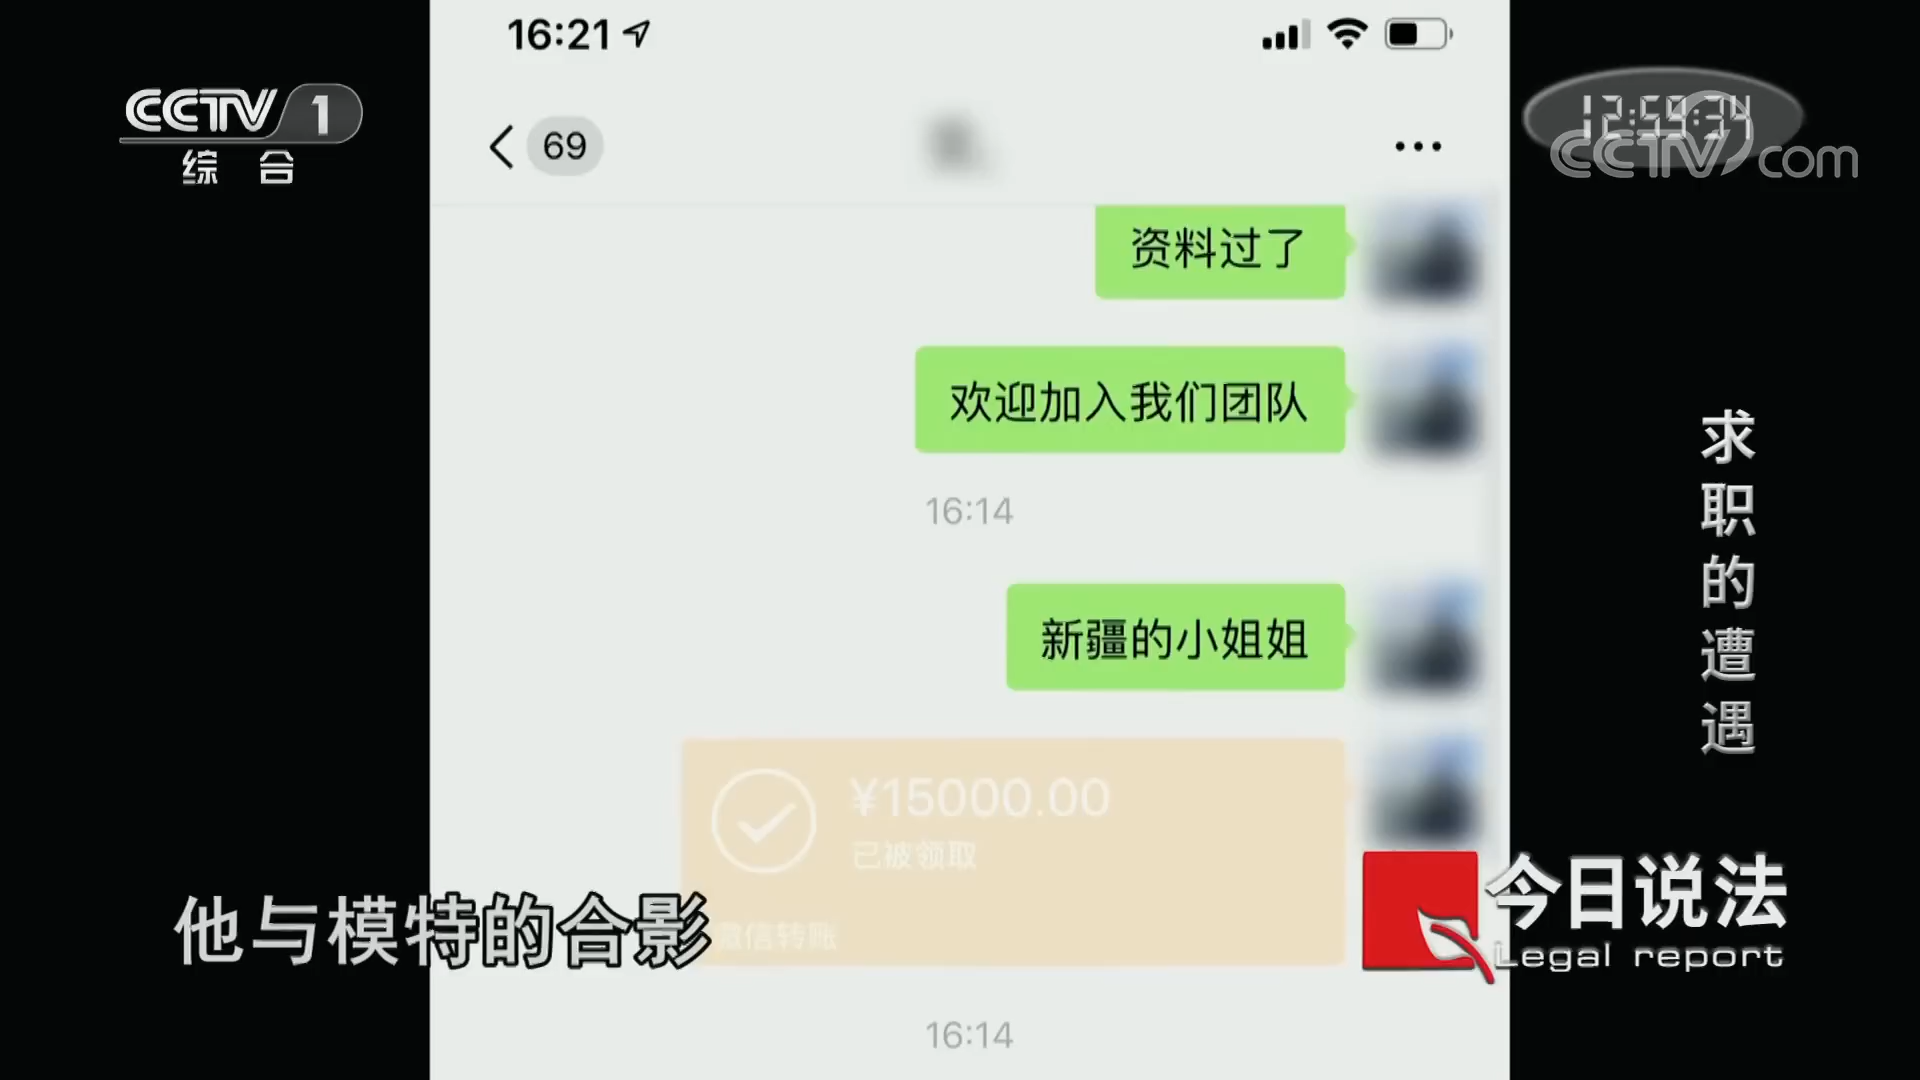 16:21
CCTV 1
综 合
12:59:34
CCTV com
69
资料过了
欢迎加入我们团队
16:14
新疆的小姐姐
¥15000.00
已被领取
微信转账
16:14
求职的遭遇
他与模特的合影
今日说法
Legal report